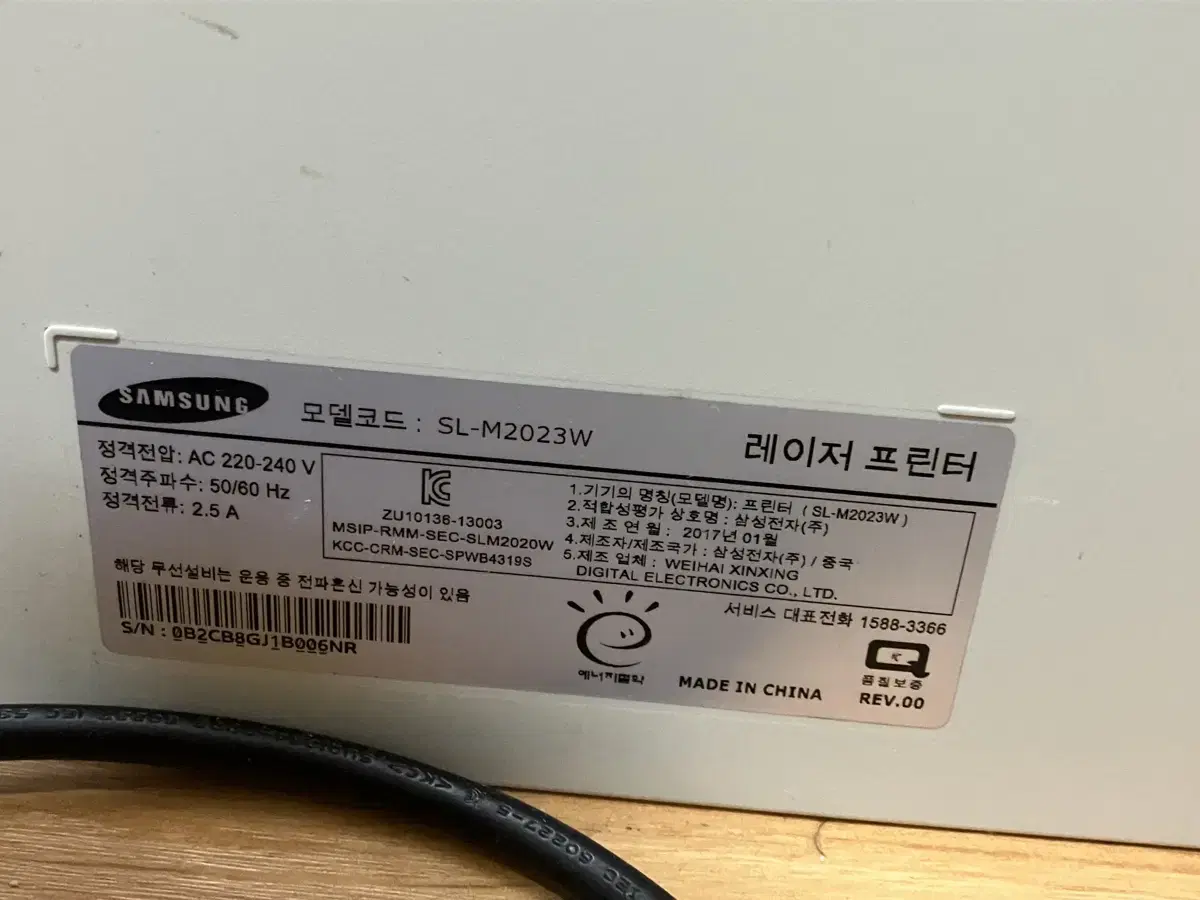 SAMSUNG
모델코드 : SL-M2023W
레이저 프린터
정격전압: AC 220-240 V
정격주파수: 50/60 Hz
정격전류: 2.5 A
ZU10136-13003
MSIP-RMM-SEC-SLM2020W
KCC-CRM-SEC-SPWB4319S
1.기기의 명칭(모델명): 프린터 ( SL-M2023W )
2.적합성평가 상호명 : 삼성전자(주)
3.제 조 연 월 : 2017년 01월
4.제조자/제조국가 : 삼성전자(주) / 중국
5.제조 업체 : WEIHAI XINXING
DIGITAL ELECTRONICS CO., LTD.
해당 무선설비는 운용 중 전파혼신 가능성이 있음
S/N : 0B2CB8GJ1B006NR
서비스 대표전화 1588-3366
에너지절약
MADE IN CHINA
품질보증
REV.00
60227-5
IEC